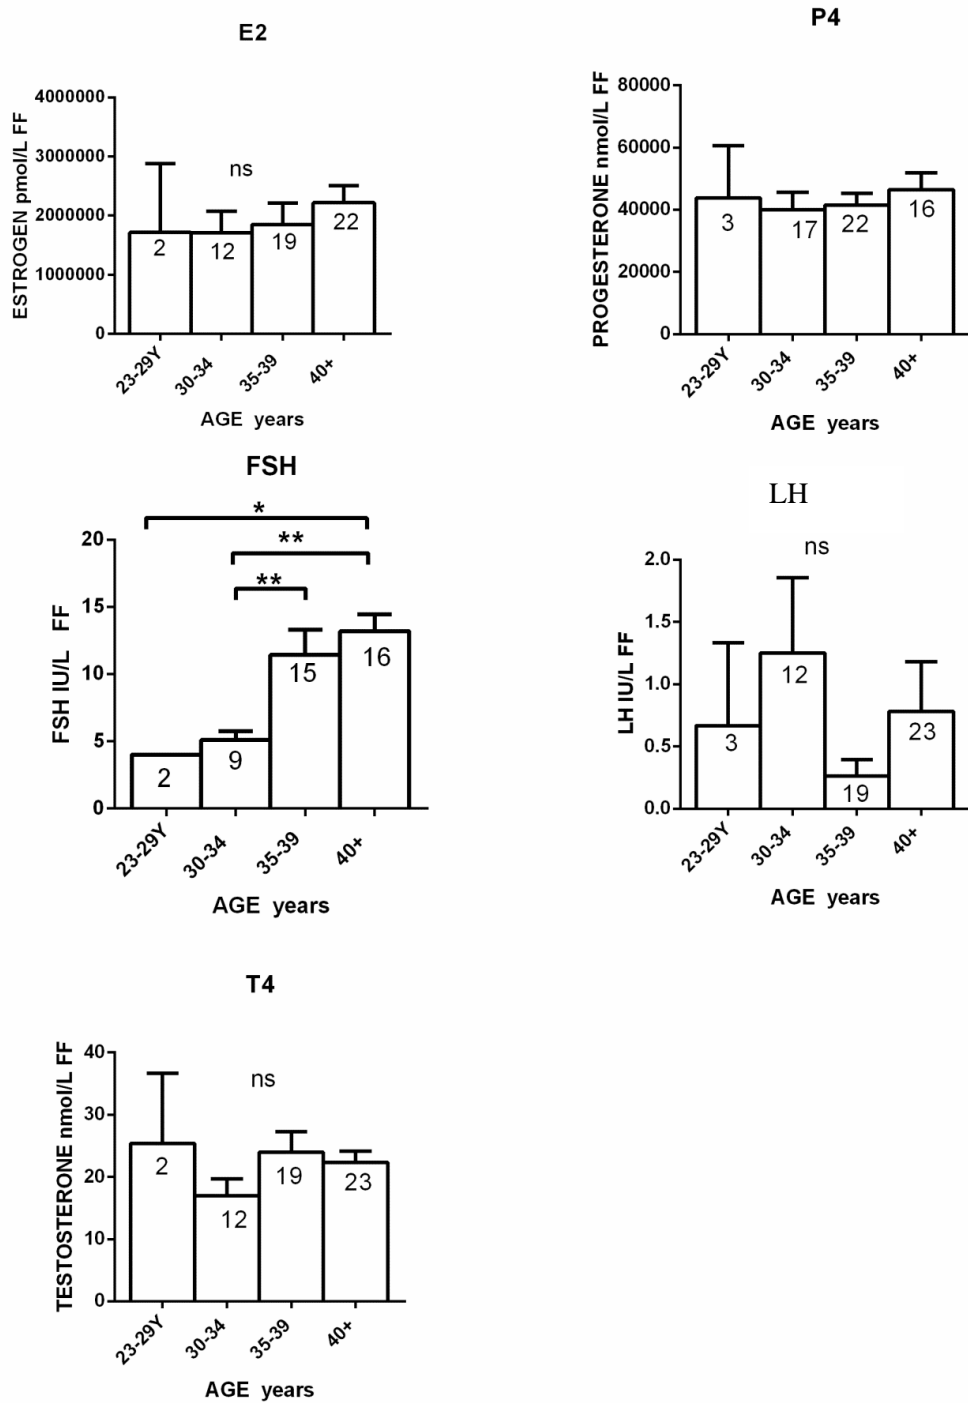 E2
4000000
3000000
2000000
1000000
0
ESTROGEN pmol/L FF
ns
2
12
19
22
23-29Y
30-34
35-39
40+
AGE years
P4
80000
60000
40000
20000
0
PROGESTERONE nmol/L FF
3
17
22
16
23-29Y
30-34
35-39
40+
AGE years
FSH
*
**
**
20
15
10
5
0
FSH IU/L FF
2
9
15
16
23-29Y
30-34
35-39
40+
AGE years
LH
ns
2.0
1.5
1.0
0.5
0.0
LH IU/L FF
3
12
19
23
23-29Y
30-34
35-39
40+
AGE years
T4
40
30
20
10
0
TESTOSTERONE nmol/L FF
ns
2
12
19
23
23-29Y
30-34
35-39
40+
AGE years